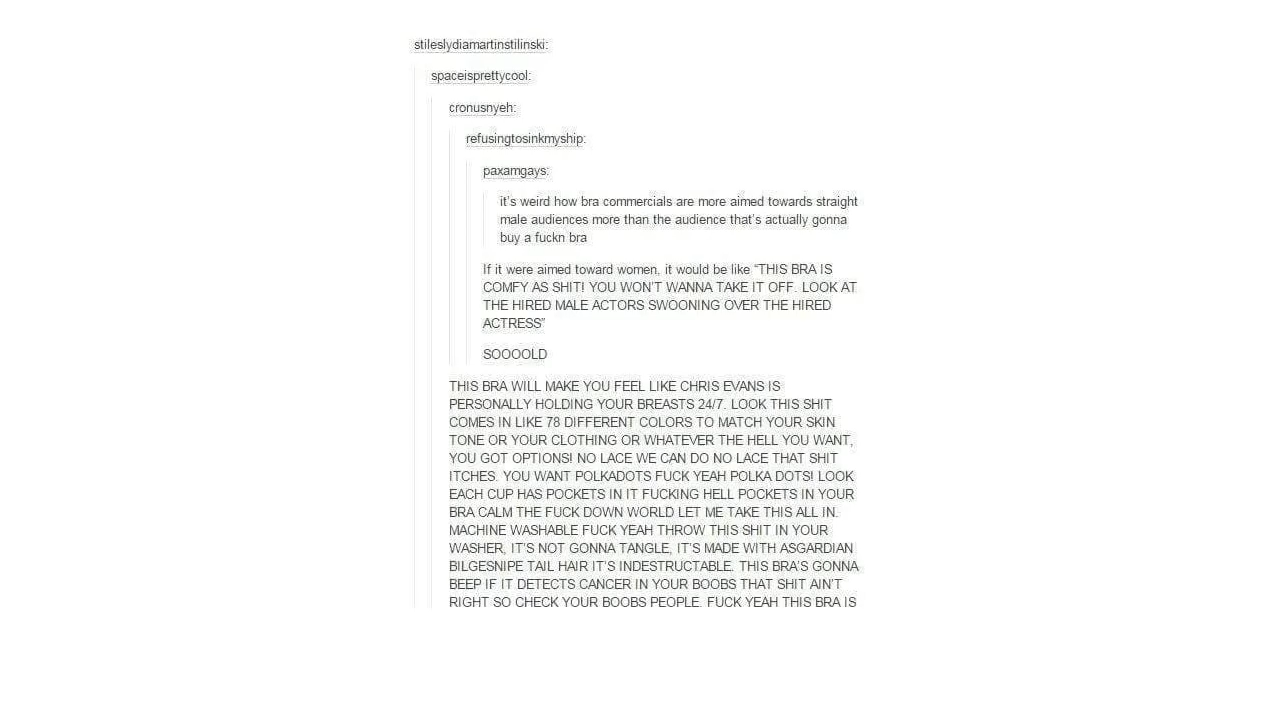 stileslydiamartinstilinski:
spaceisprettycool:
cronusnyeh:
refusingtosinkmyship:
paxamgays:
it's weird how bra commercials are more aimed towards straight
male audiences more than the audience that's actually gonna
buy a fuckn bra
If it were aimed toward women, it would be like “THIS BRA IS
COMFY AS SHIT! YOU WON'T WANNA TAKE IT OFF. LOOK AT
THE HIRED MALE ACTORS SWOONING OVER THE HIRED
ACTRESS”
SOOOOLD
THIS BRA WILL MAKE YOU FEEL LIKE CHRIS EVANS IS
PERSONALLY HOLDING YOUR BREASTS 24/7. LOOK THIS SHIT
COMES IN LIKE 78 DIFFERENT COLORS TO MATCH YOUR SKIN
TONE OR YOUR CLOTHING OR WHATEVER THE HELL YOU WANT,
YOU GOT OPTIONS! NO LACE WE CAN DO NO LACE THAT SHIT
ITCHES. YOU WANT POLKADOTS FUCK YEAH POLKA DOTS! LOOK
EACH CUP HAS POCKETS IN IT FUCKING HELL POCKETS IN YOUR
BRA CALM THE FUCK DOWN WORLD LET ME TAKE THIS ALL IN.
MACHINE WASHABLE FUCK YEAH THROW THIS SHIT IN YOUR
WASHER, IT'S NOT GONNA TANGLE, IT'S MADE WITH ASGARDIAN
BILGESNIPE TAIL HAIR IT'S INDESTRUCTABLE. THIS BRA'S GONNA
BEEP IF IT DETECTS CANCER IN YOUR BOOBS THAT SHIT AIN'T
RIGHT SO CHECK YOUR BOOBS PEOPLE. FUCK YEAH THIS BRA IS